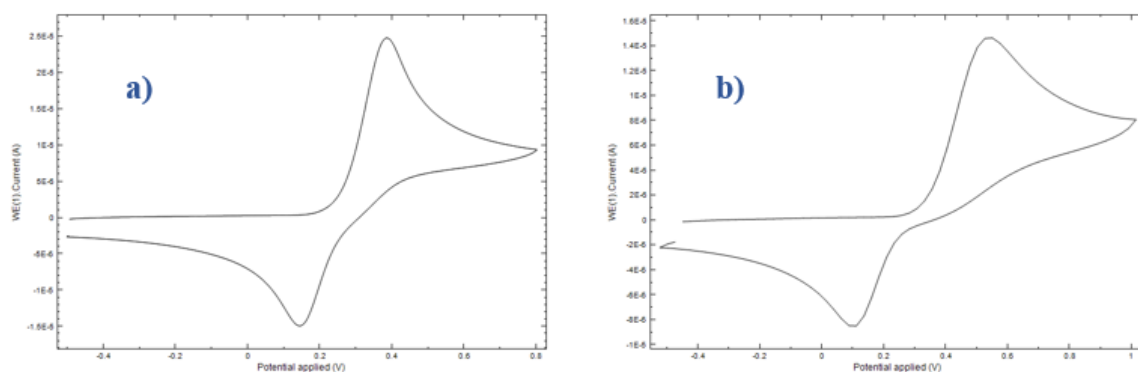 a)
WE(1).Current (A)
2.5E-5
2E-5
1.5E-5
1E-5
5E-6
0
-5E-6
-1E-5
-1.5E-5
-0.4 -0.2 0 0.2 0.4 0.6 0.8
Potential applied (V)
b)
WE(1).Current (A)
1.6E-5
1.4E-5
1.2E-5
1E-5
8E-6
6E-6
4E-6
2E-6
0
-2E-6
-4E-6
-6E-6
-8E-6
-1E-5
-0.4 -0.2 0 0.2 0.4 0.6 0.8 1
Potential applied (V)